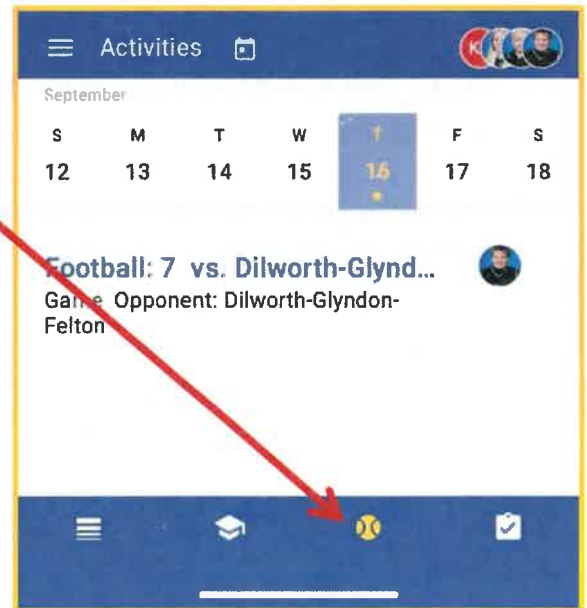 Activities
K
September
S M T W T F S
12 13 14 15 16 17 18
Football: 7 vs. Dilworth-Glynd...
Game Opponent: Dilworth-Glyndon-
Felton